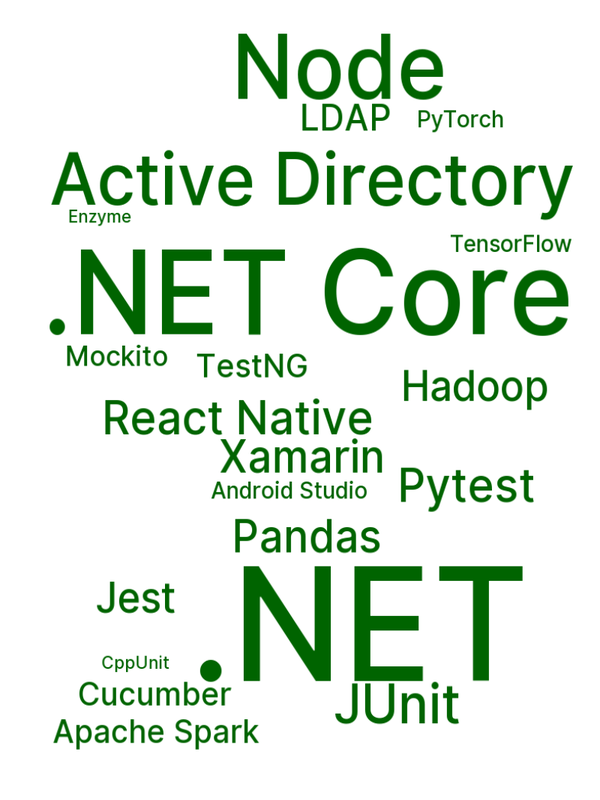 Node
LDAP
PyTorch
Active Directory
Enzyme
TensorFlow
.NET Core
Mockito
TestNG
Hadoop
React Native
Xamarin
Android Studio
Pytest
Pandas
.NET
Jest
CppUnit
Cucumber
JUnit
Apache Spark